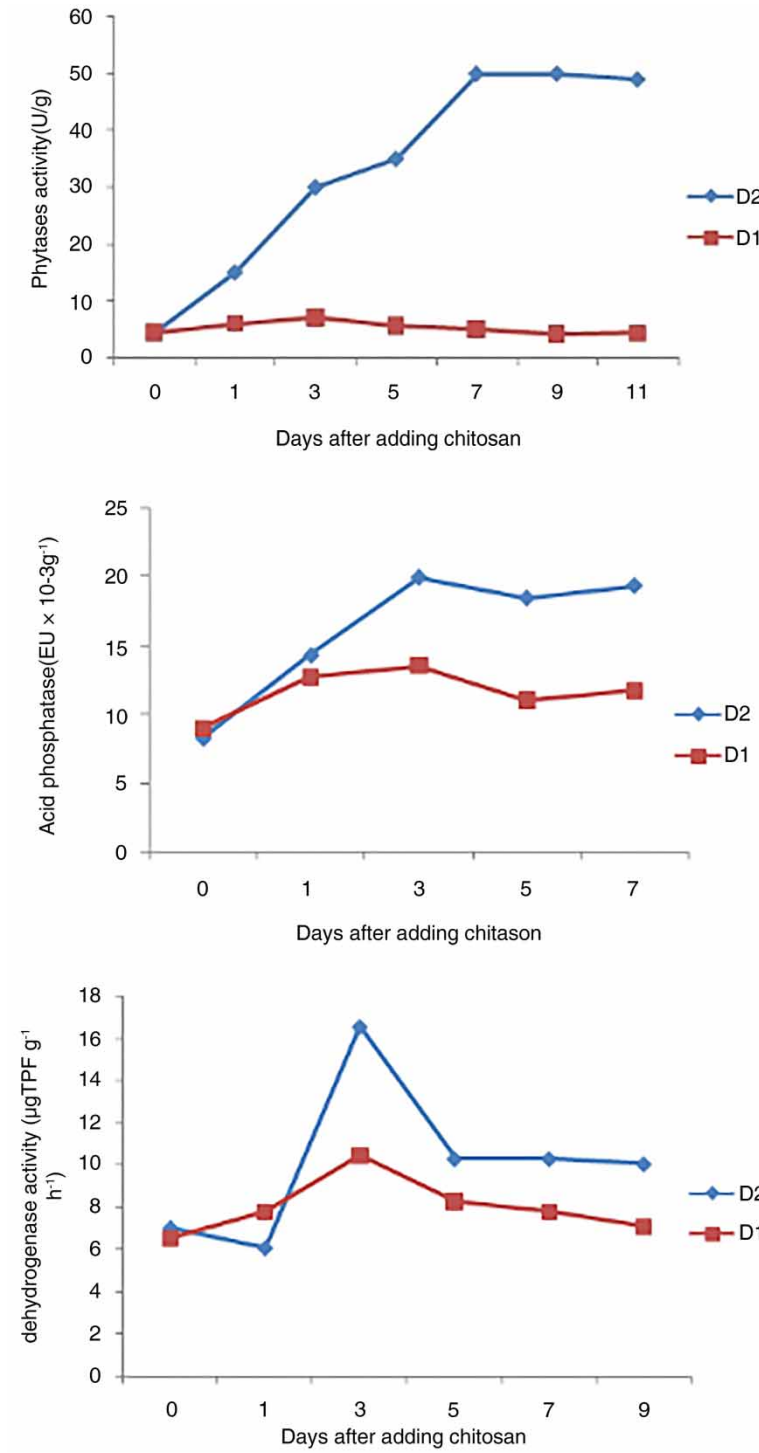 60
50
40
30
20
10
0
Phytases activity(U/g)
D2
D1
0 1 3 5 7 9 11
Days after adding chitosan
25
20
15
10
5
0
Acid phosphatase(EU × 10-3g⁻¹)
D2
D1
0 1 3 5 7
Days after adding chitason
18
16
14
12
10
8
6
4
2
0
dehydrogenase activity (µgTPF g⁻¹
h⁻¹)
D2
D1
0 1 3 5 7 9
Days after adding chitosan